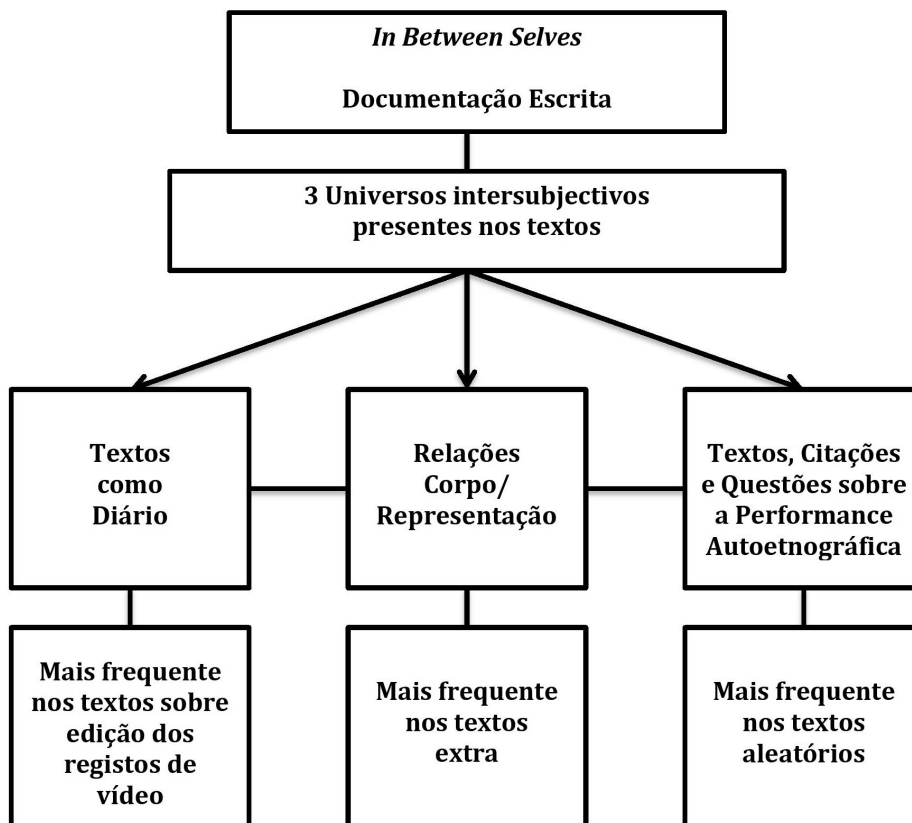 In Between Selves
Documentação Escrita
3 Universos intersubjectivos
presentes nos textos
Textos
como
Diário
Relações
Corpo/
Representação
Textos, Citações
e Questões sobre
a Performance
Autoetnográfica
Mais frequente
nos textos sobre
edição dos
registos de
vídeo
Mais frequente
nos textos
extra
Mais frequente
nos textos
aleatórios